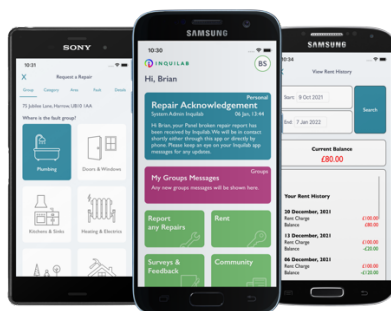 SONY
10:31
X
Request a Repair
Group
Category
Area
Fault
Details
75 Jubilee Lane, Harrow, UB10 1AA
Where is the fault group?
Plumbing
Doors & Windows
Kitchens & Sinks
Heating & Electrics
SAMSUNG
10:30
INQUILAB
BS
Hi, Brian
Personal
Repair Acknowledgement
System Admin Inquilab
06 Jan, 13:44
Hi Brian, your Panel broken repair report has
been received by Inquilab. We will be in contact
shortly either through this app or directly by
phone. Please keep an eye on your Inquilab app
messages for any updates.
Groups
My Groups Messages
Any new groups messages will be shown here.
Report
any Repairs
Rent
Surveys &
Feedback
Community
SAMSUNG
10:31
X
View Rent History
Start: 9 Oct 2021
End: 7 Jan 2022
Search
Current Balance
£80.00
Your Rent History
20 December, 2021
Rent Charge
£100.00
Balance
£80.00
13 December, 2021
Rent Charge
£100.00
Balance
-£20.00
06 December, 2021
Rent Charge
£100.00
Balance
-£120.00